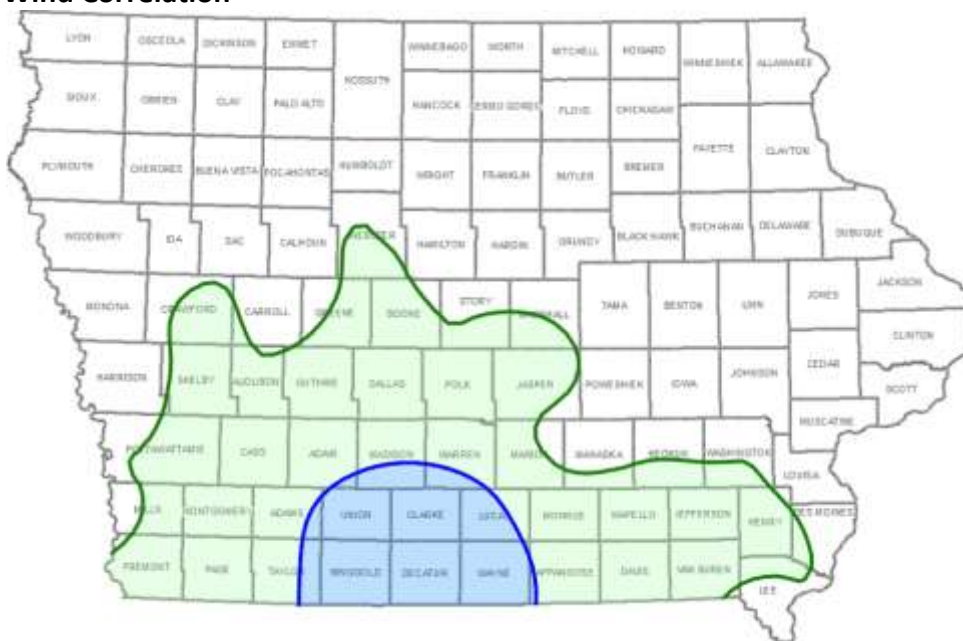 Wind Correlation
LYON OSCEOLA DICKINSON EMMET WINNEBAGO WORTH MITCHELL HOWARD
KOSSUTH WINNESHIEK ALLAMAKEE
SIOUX OBRIEN CLAY PALO ALTO HANCOCK CERRO GORDO FLOYD CHICKASAW
PLYMOUTH CHEROKEE BUENA VISTA POCAHONTAS HUMBOLDT WRIGHT FRANKLIN BUTLER BREMER FAYETTE CLAYTON
WOODBURY IDA SAC CALHOUN WEBSTER HAMILTON HARDIN GRUNDY BLACK HAWK BUCHANAN DELAWARE DUBUQUE
MONONA CRAWFORD CARROLL GREENE BOONE STORY MARSHALL TAMA BENTON LINN JONES JACKSON
CLINTON
HARRISON SHELBY AUDUBON GUTHRIE DALLAS POLK JASPER POWESHIEK IOWA JOHNSON CEDAR SCOTT
MUSCATINE
POTTAWATTAMIE CASS ADAIR MADISON WARREN MARION MAHASKA KEOKUK WASHINGTON LOUISA
MILLS MONTGOMERY ADAMS UNION CLARKE LUCAS MONROE WAPELLO JEFFERSON HENRY DES MOINES
FREMONT PAGE TAYLOR RINGGOLD DECATUR WAYNE APPANOOSE DAVIS VAN BUREN LEE